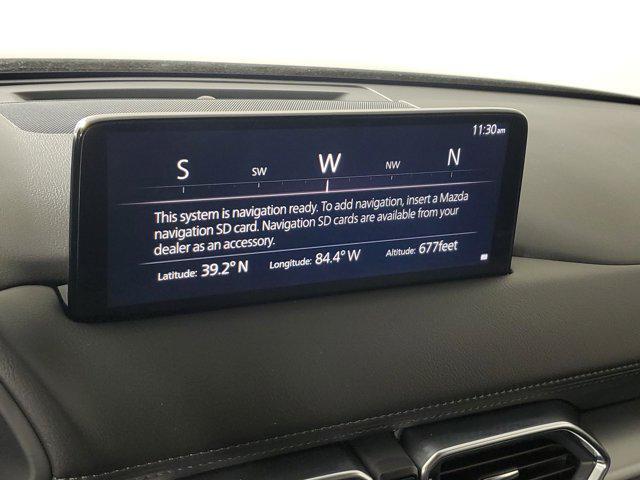 11:30am
S SW W NW N
This system is navigation ready. To add navigation, insert a Mazda
navigation SD card. Navigation SD cards are available from your
dealer as an accessory.
Latitude: 39.2° N Longitude: 84.4° W Altitude: 677feet